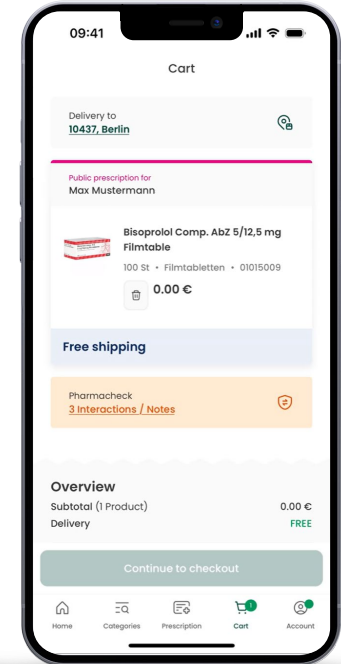 09:41
Cart
Delivery to
10437, Berlin
Public prescription for
Max Mustermann
Bisoprolol Comp. AbZ 5/12,5 mg
Filmtable
100 St • Filmtabletten • 01015009
0.00 €
Free shipping
Pharmacheck
3 Interactions / Notes
Overview
Subtotal (1 Product) 0.00 €
Delivery FREE
Continue to checkout
1
Home Categories Prescription Cart Account